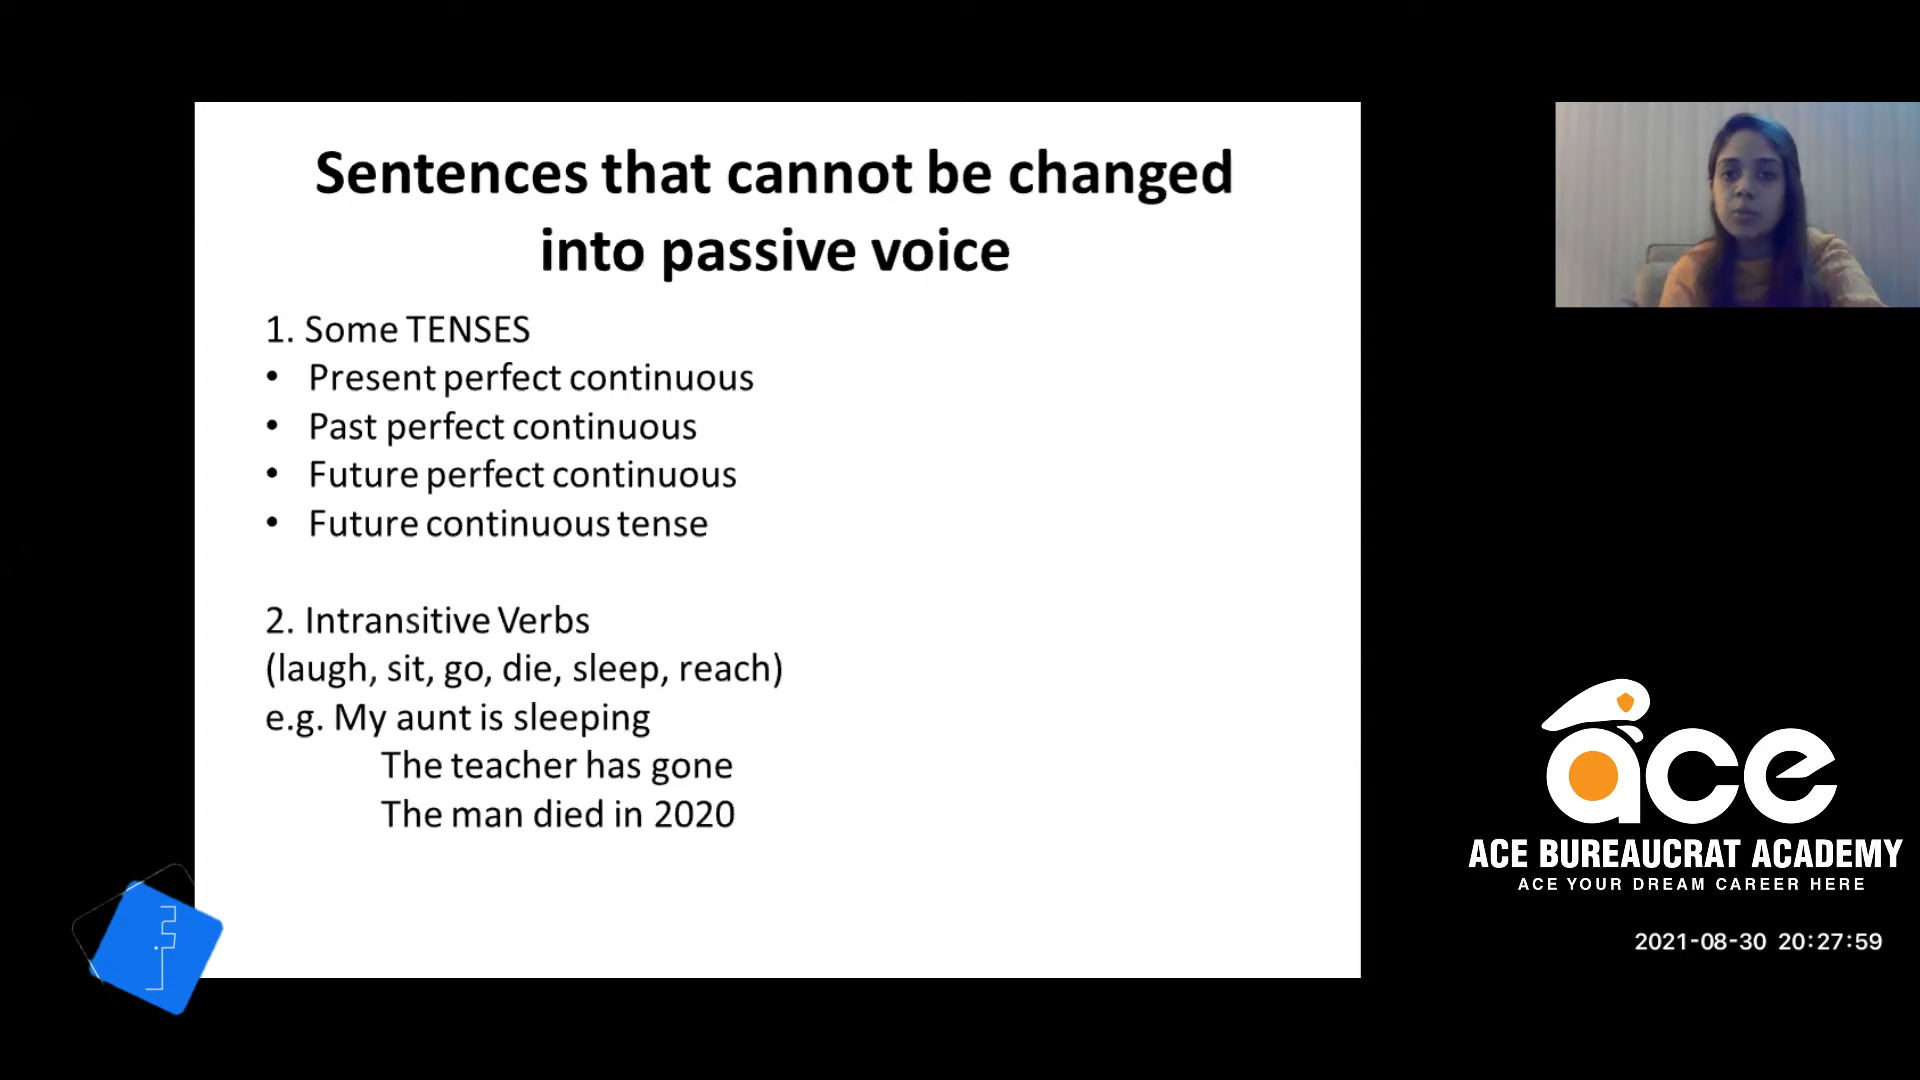 Sentences that cannot be changed
into passive voice
1. Some TENSES
• Present perfect continuous
• Past perfect continuous
• Future perfect continuous
• Future continuous tense
2. Intransitive Verbs
(laugh, sit, go, die, sleep, reach)
e.g. My aunt is sleeping
The teacher has gone
The man died in 2020
ace
ACE BUREAUCRAT ACADEMY
ACE YOUR DREAM CAREER HERE
2021-08-30 20:27:59